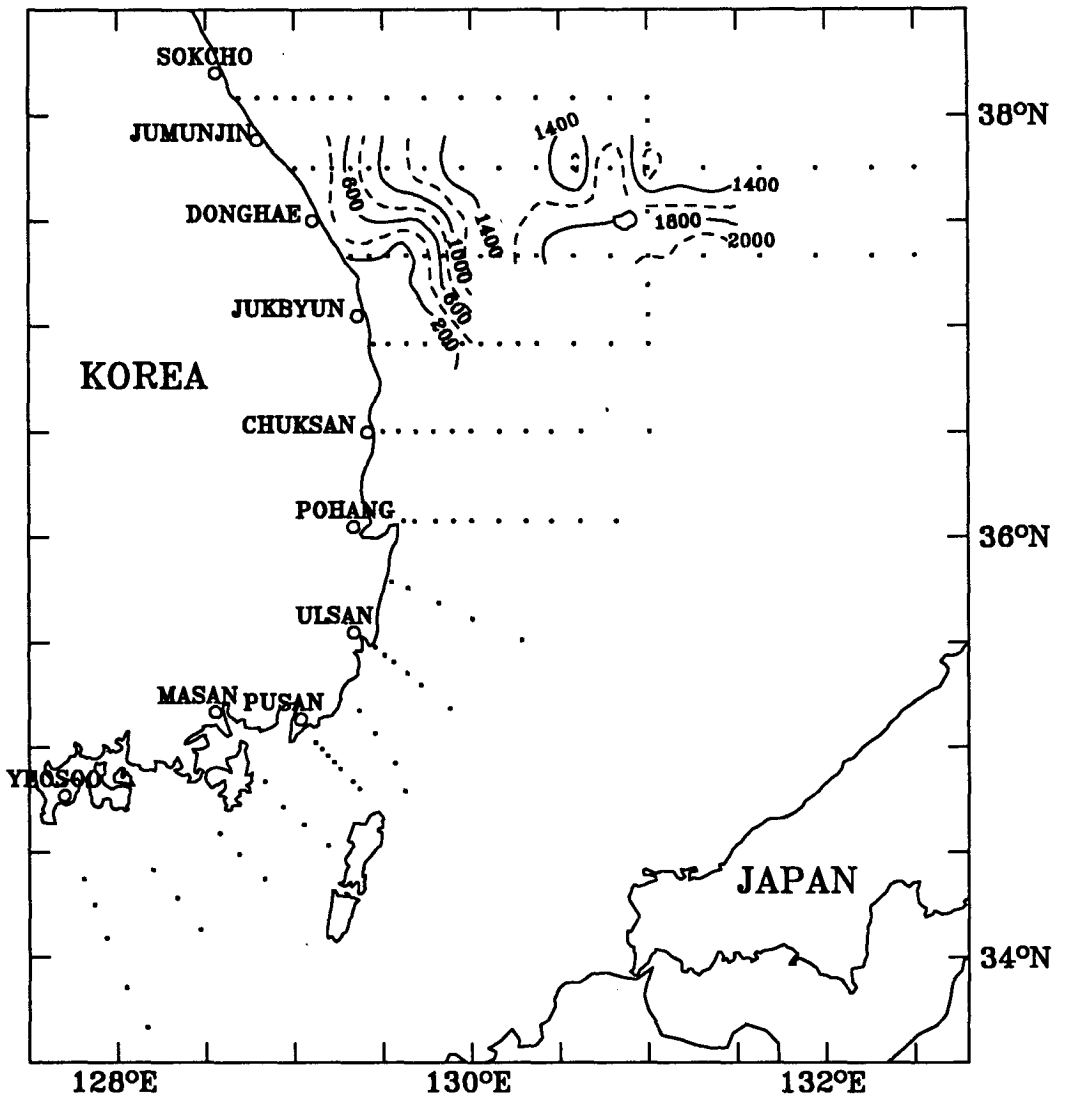 SOKCHO
1400
38°N
JUMUNJIN
600
1400
DONGHAE
1400
1800
2000
1000
JUKBYUN
600
200
KOREA
CHUKSAN
POHANG
36°N
ULSAN
MASAN
PUSAN
YEOSOO
JAPAN
34°N
128°E
130°E
132°E